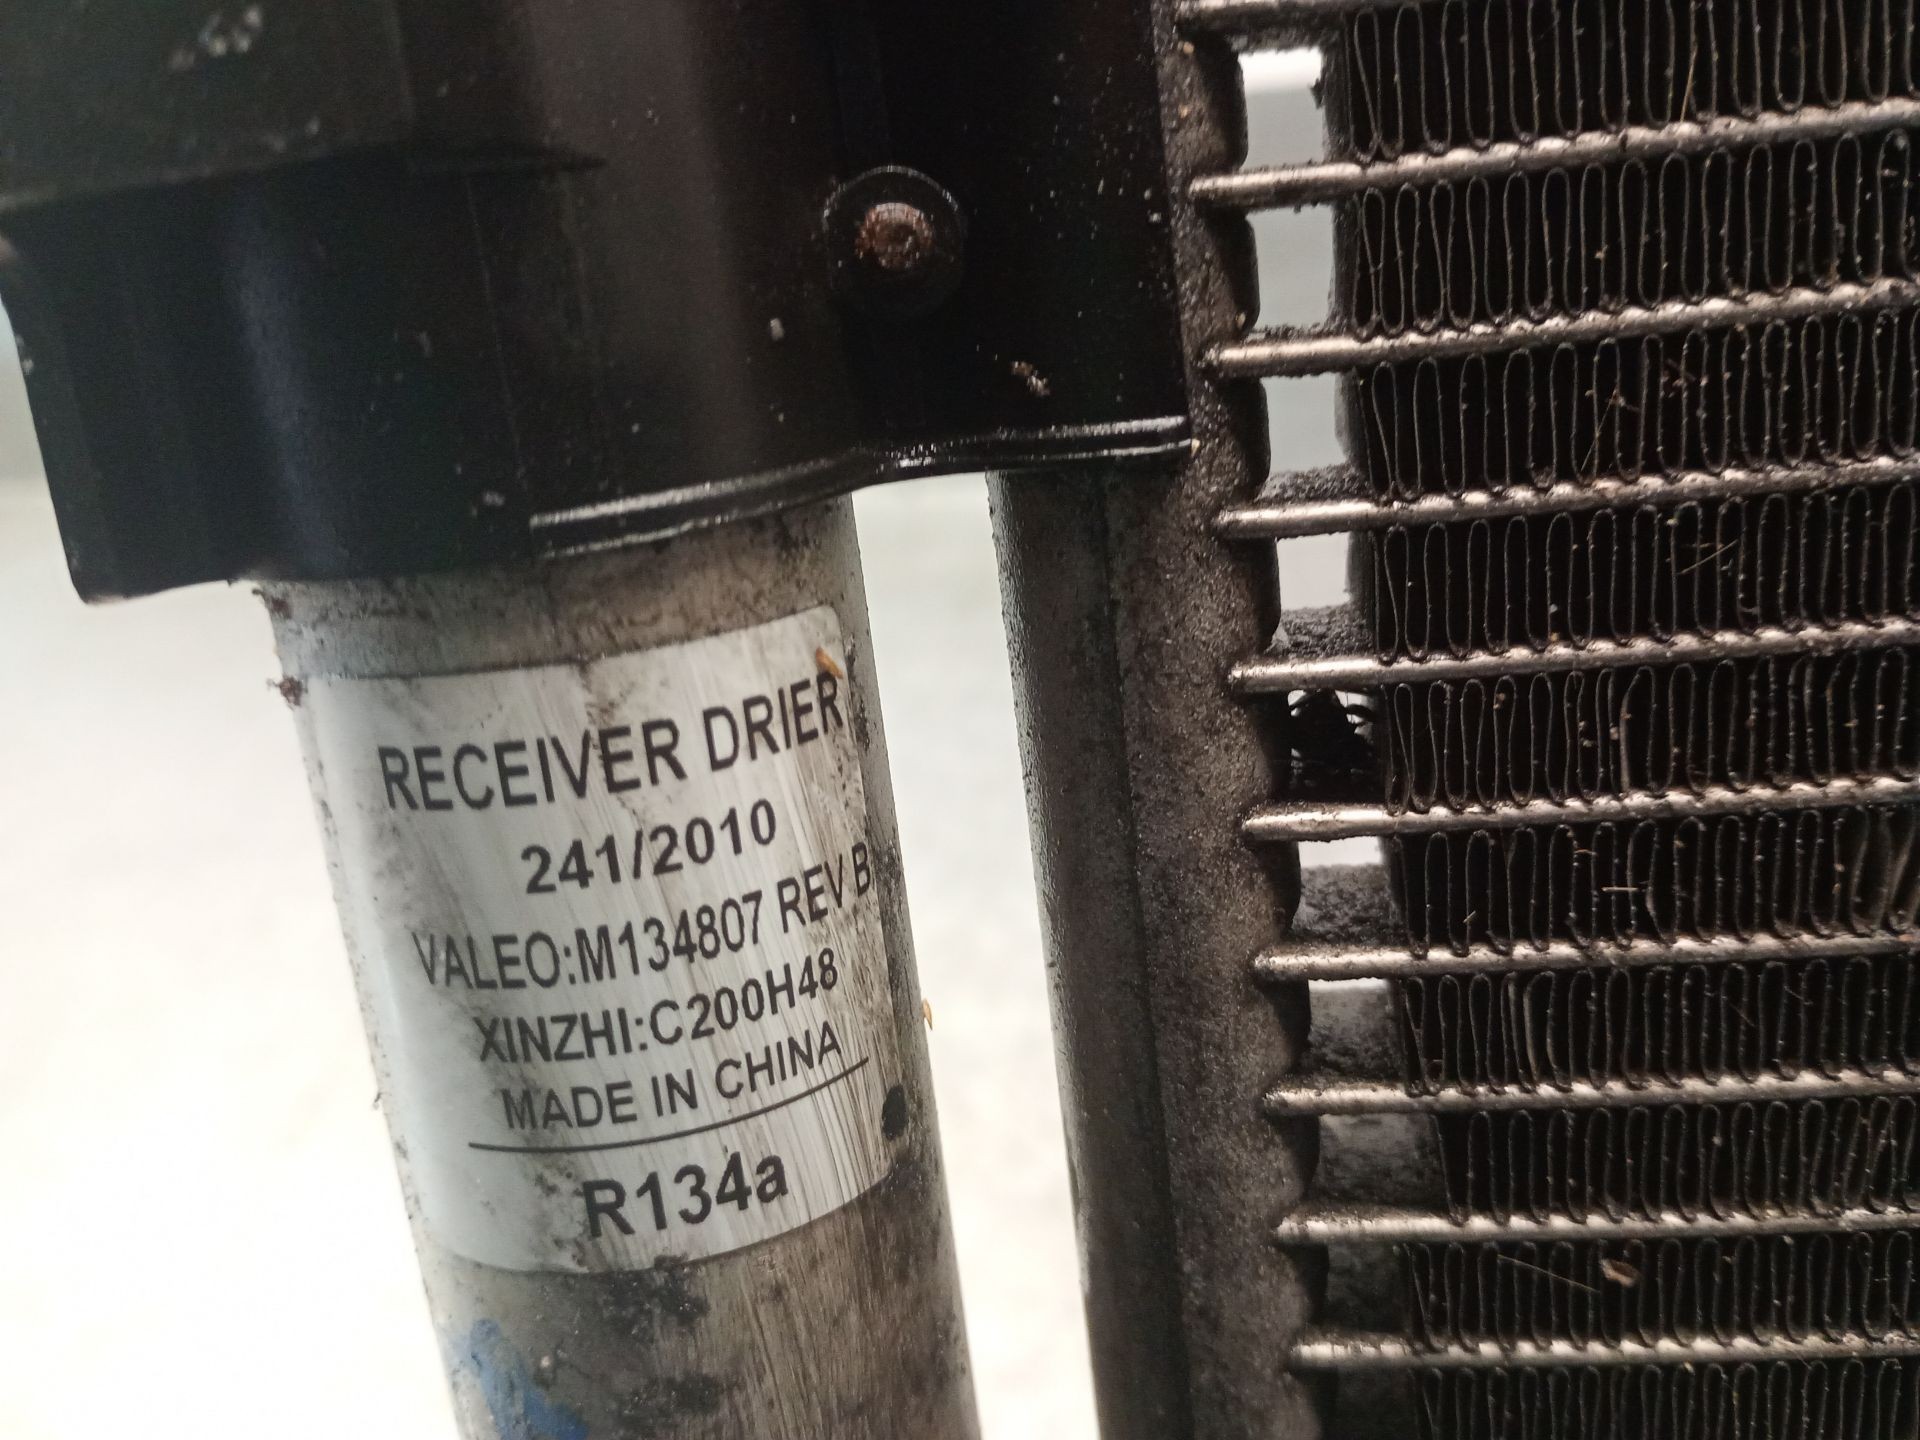 RECEIVER DRIER
241/2010
VALEO:M134807 REV B
XINZHI:C200H48
MADE IN CHINA
R134a